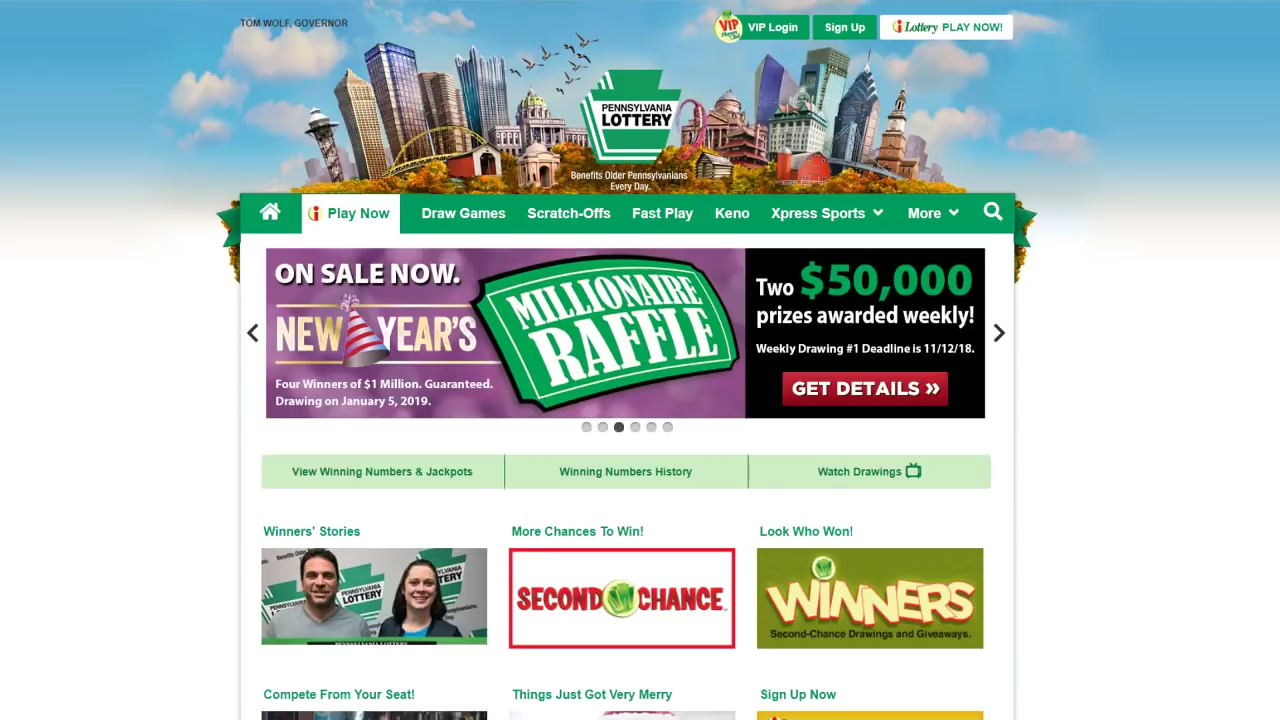 TOM WOLF, GOVERNOR
VIP
VIP Login
Sign Up
iLottery PLAY NOW!
PENNSYLVANIA
LOTTERY
Benefits Older Pennsylvanians
Every Day.
i Play Now
Draw Games
Scratch-Offs
Fast Play
Keno
Xpress Sports
More
ON SALE NOW.
NEW YEAR'S
Four Winners of $1 Million. Guaranteed.
Drawing on January 5, 2019.
MILLIONAIRE
RAFFLE
Two $50,000
prizes awarded weekly!
Weekly Drawing #1 Deadline is 11/12/18.
GET DETAILS »
View Winning Numbers & Jackpots
Winning Numbers History
Watch Drawings
Winners' Stories
More Chances To Win!
Look Who Won!
PENNSYLVANIA
LOTTERY
SECOND CHANCE
WINNERS
Second-Chance Drawings and Giveaways.
Compete From Your Seat!
Things Just Got Very Merry
Sign Up Now